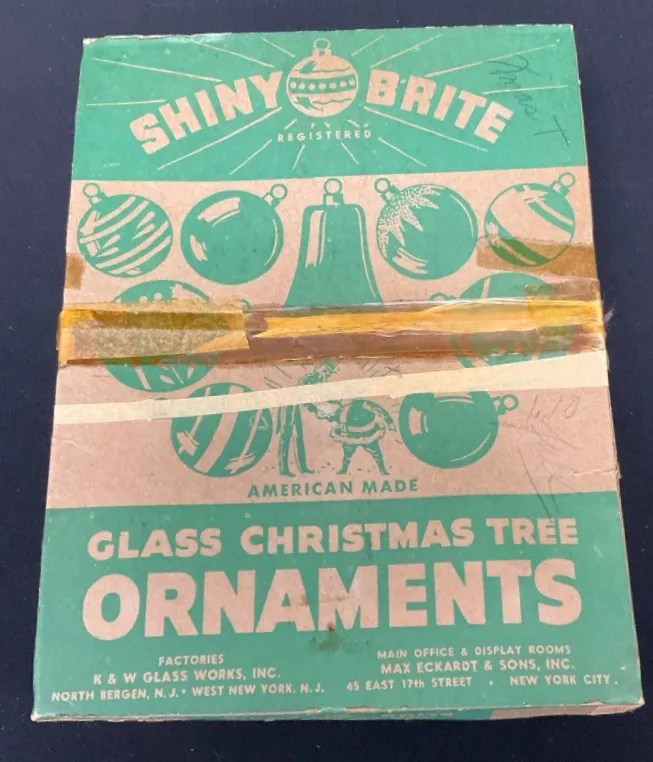 SHINY BRITE
REGISTERED
Xmas T
AMERICAN MADE
GLASS CHRISTMAS TREE
ORNAMENTS
FACTORIES
K & W GLASS WORKS, INC.
NORTH BERGEN, N.J. • WEST NEW YORK, N.J.
MAIN OFFICE & DISPLAY ROOMS
MAX ECKARDT & SONS, INC.
45 EAST 17th STREET • NEW YORK CITY.